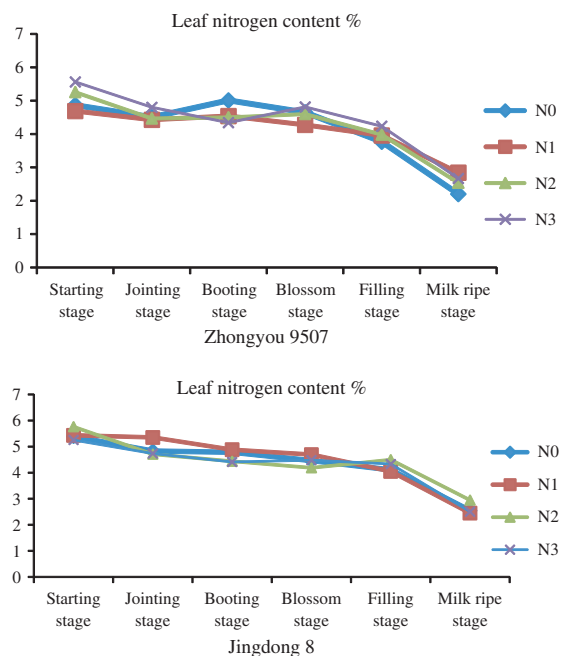 Leaf nitrogen content %
7
6
5
4
3
2
1
0
N0
N1
N2
N3
Starting stage
Jointing stage
Booting stage
Blossom stage
Filling stage
Milk ripe stage
Zhongyou 9507
Leaf nitrogen content %
7
6
5
4
3
2
1
0
N0
N1
N2
N3
Starting stage
Jointing stage
Booting stage
Blossom stage
Filling stage
Milk ripe stage
Jingdong 8